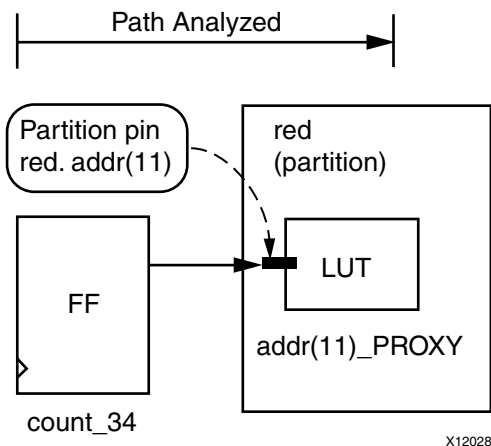 Path Analyzed
Partition pin
red. addr(11)
red
(partition)
FF
LUT
addr(11)_PROXY
count_34
X12028